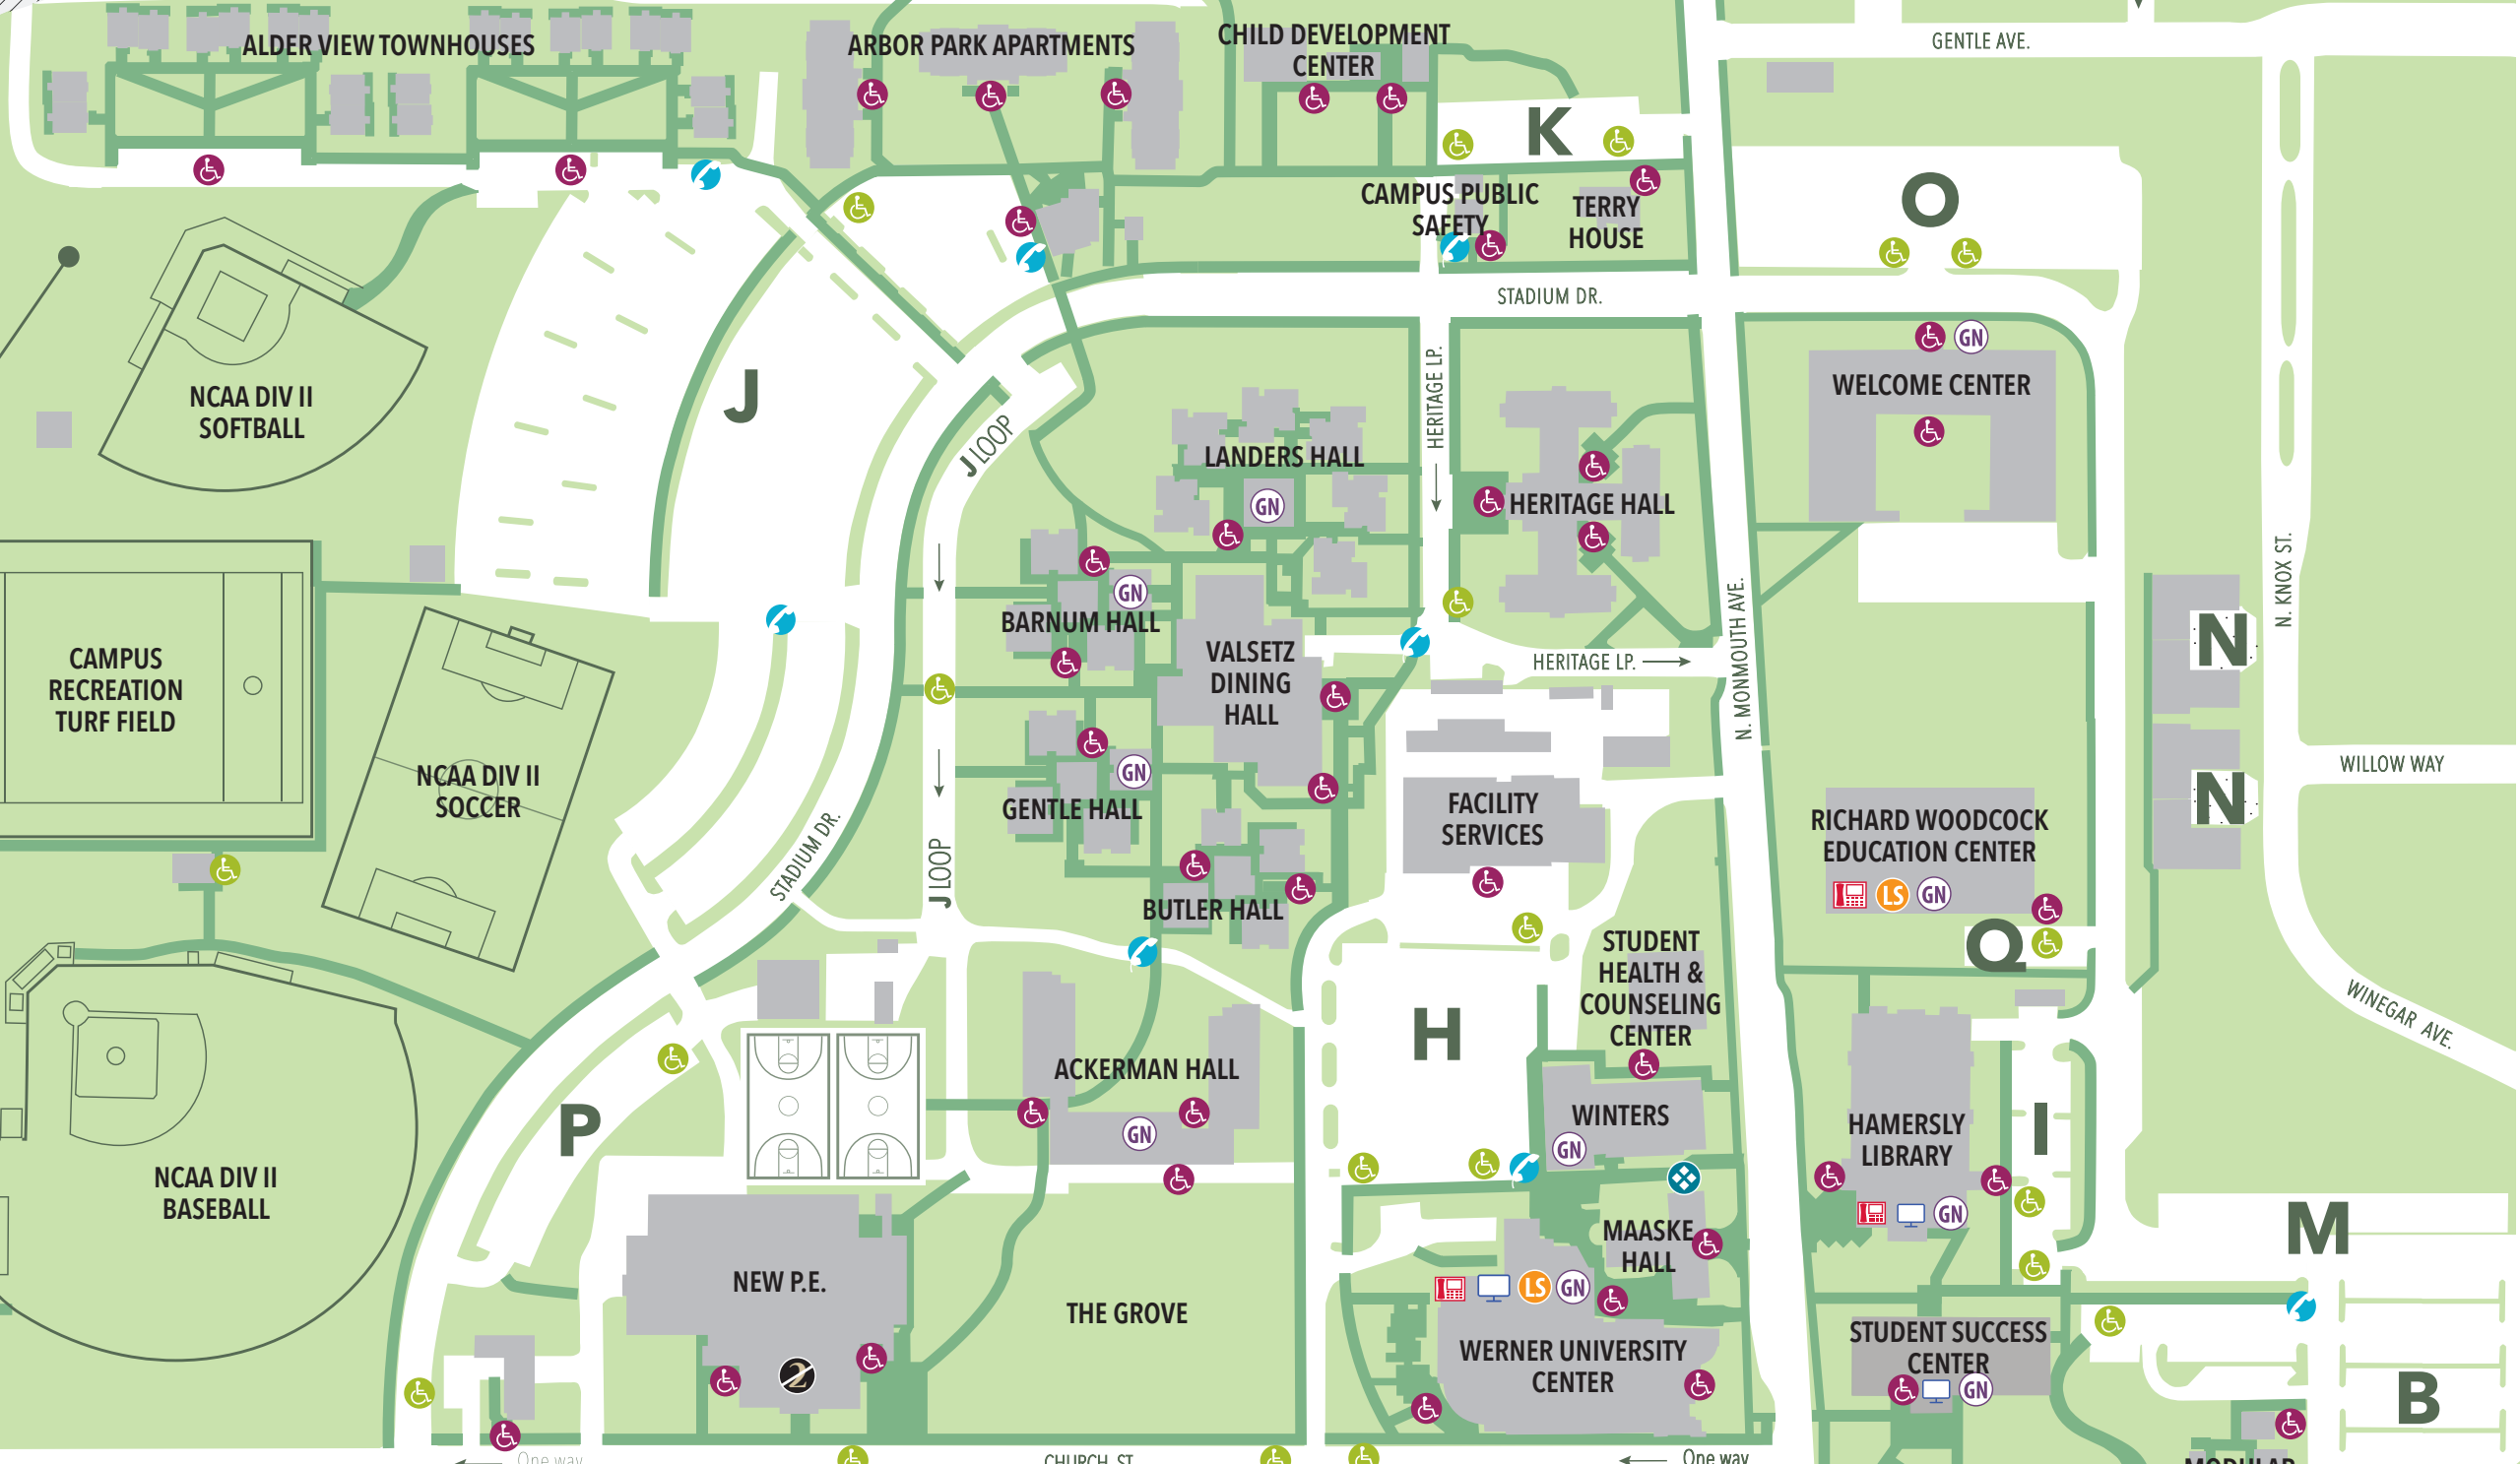 ALDER VIEW TOWNHOUSES
ARBOR PARK APARTMENTS
CHILD DEVELOPMENT
CENTER
GENTLE AVE.
K
CAMPUS PUBLIC
SAFETY
TERRY
HOUSE
O
STADIUM DR.
NCAA DIV II
SOFTBALL
J
J LOOP
HERITAGE LP.
GN
WELCOME CENTER
LANDERS HALL
GN
HERITAGE HALL
N. KNOX ST.
GN
BARNUM HALL
CAMPUS
RECREATION
TURF FIELD
VALSETZ
DINING
HALL
HERITAGE LP.
N. MONMOUTH AVE.
N
NCAA DIV II
SOCCER
GN
GENTLE HALL
WILLOW WAY
N
FACILITY
SERVICES
RICHARD WOODCOCK
EDUCATION CENTER
LS
GN
STADIUM DR.
J LOOP
BUTLER HALL
Q
STUDENT
HEALTH &
COUNSELING
CENTER
WINEGAR AVE.
H
ACKERMAN HALL
GN
P
WINTERS
GN
HAMERSLY
LIBRARY
GN
I
NCAA DIV II
BASEBALL
M
MAASKE
HALL
NEW P.E.
2
THE GROVE
LS
GN
WERNER UNIVERSITY
CENTER
STUDENT SUCCESS
CENTER
GN
B
One way
CHURCH ST.
One way
MODULAR